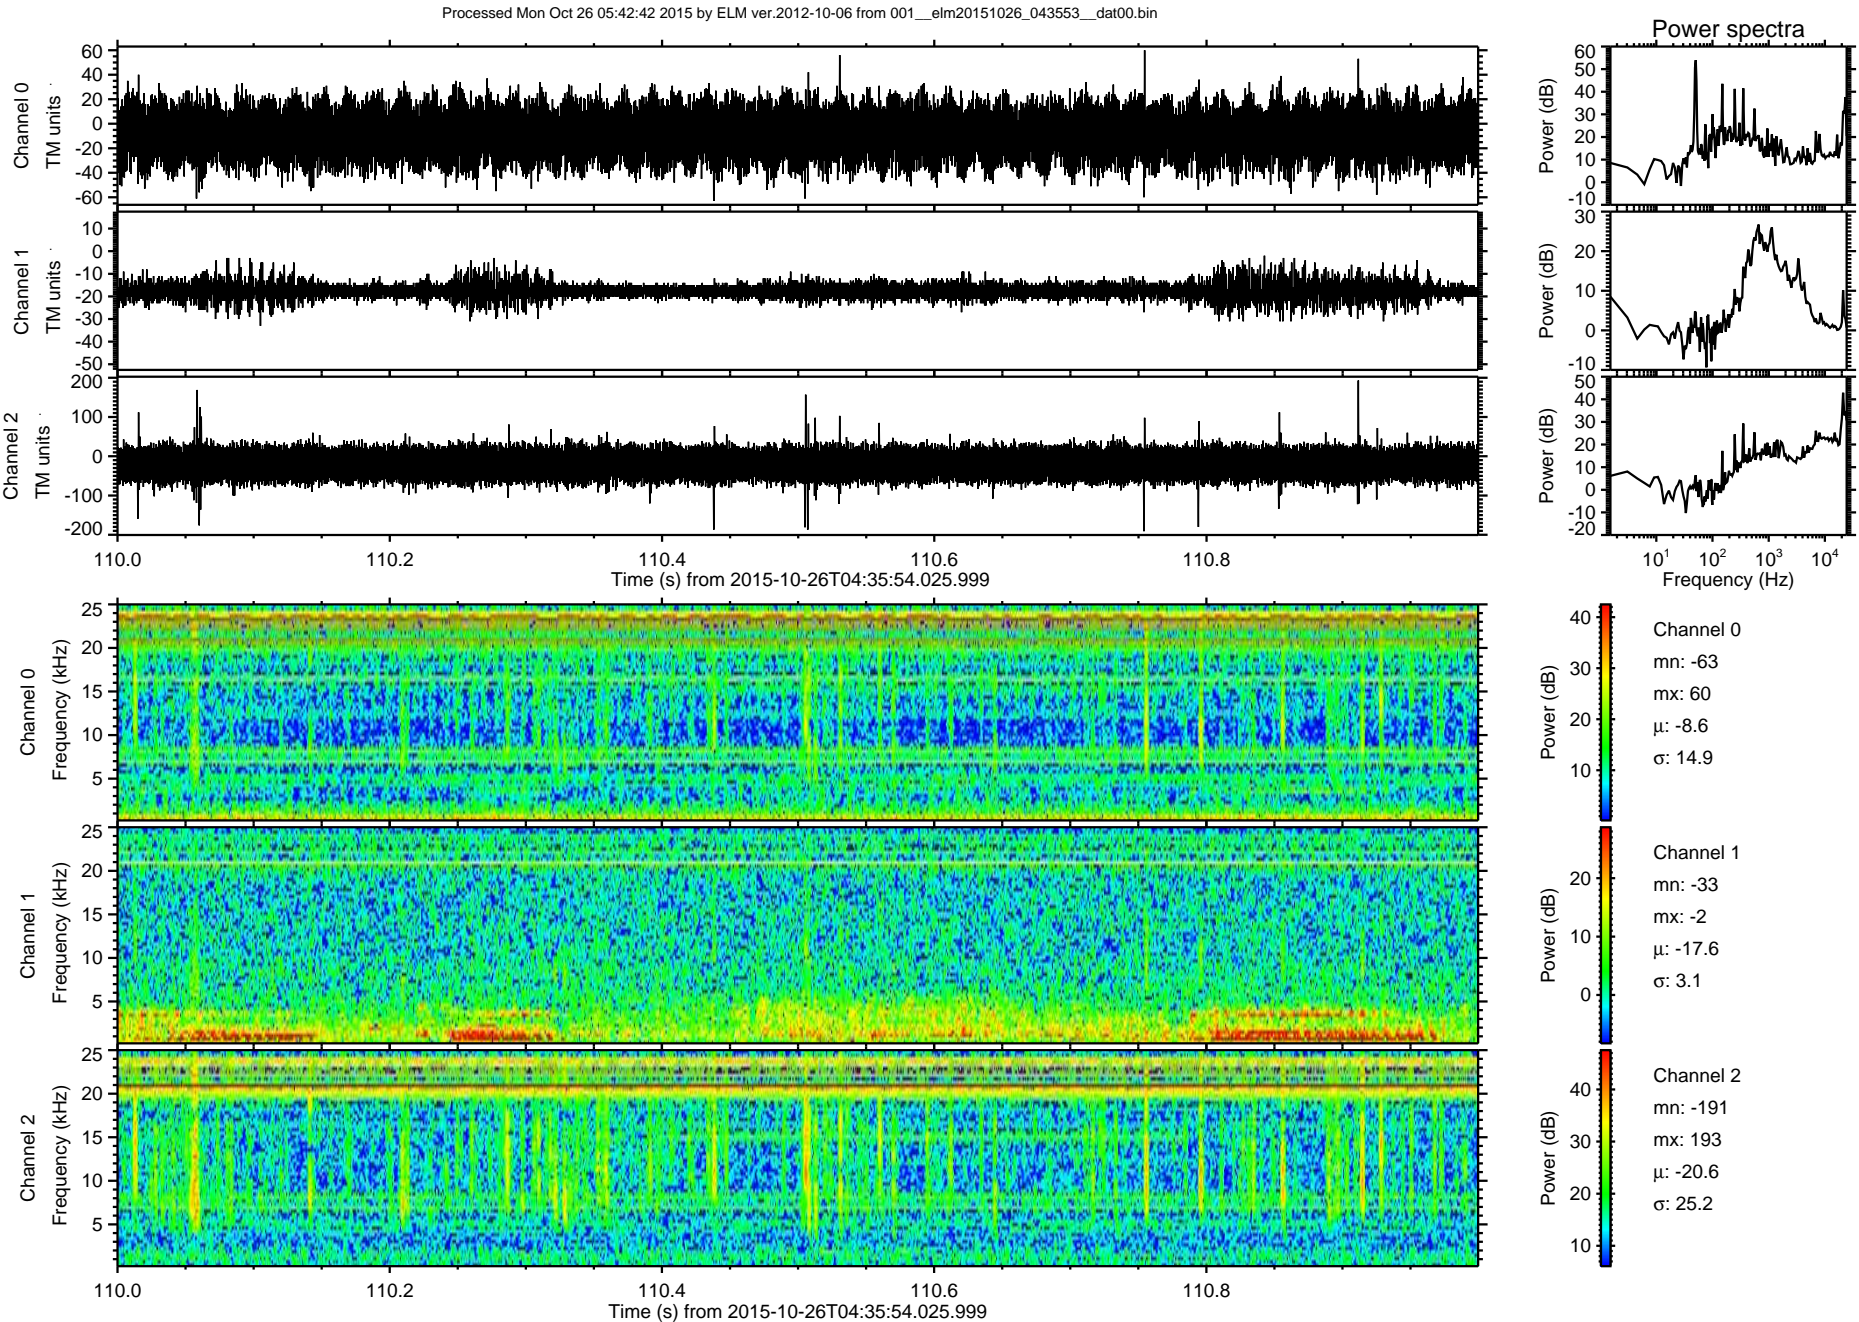 Processed Mon Oct 26 05:42:42 2015 by ELM ver.2012-10-06 from 001__elm20151026_043553__dat00.bin
Power spectra
Channel 0
TM units
60
40
20
0
-20
-40
-60
Power (dB)
60
50
40
30
20
10
0
-10
Channel 1
TM units
10
0
-10
-20
-30
-40
-50
Power (dB)
30
20
10
0
-10
Channel 2
TM units
200
100
0
-100
-200
Power (dB)
50
40
30
20
10
0
-10
-20
110.0 110.2 110.4 110.6 110.8
Time (s) from 2015-10-26T04:35:54.025.999
10¹ 10² 10³ 10⁴
Frequency (Hz)
Channel 0
Frequency (kHz)
25
20
15
10
5
Power (dB)
40
30
20
10
Channel 0
mn: -63
mx: 60
μ: -8.6
σ: 14.9
Channel 1
Frequency (kHz)
25
20
15
10
5
Power (dB)
20
10
0
Channel 1
mn: -33
mx: -2
μ: -17.6
σ: 3.1
Channel 2
Frequency (kHz)
25
20
15
10
5
Power (dB)
40
30
20
10
Channel 2
mn: -191
mx: 193
μ: -20.6
σ: 25.2
110.0 110.2 110.4 110.6 110.8
Time (s) from 2015-10-26T04:35:54.025.999